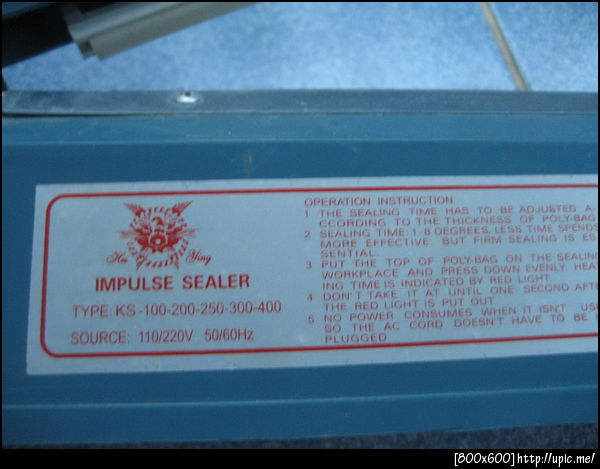 Hu Ying
IMPULSE SEALER
TYPE: KS-100-200-250-300-400
SOURCE: 110/220V 50/60Hz
OPERATION INSTRUCTION
1 THE SEALING TIME HAS TO BE ADJUSTED A-
CCORDING TO THE THICKNESS OF POLY-BAG
2 SEALING TIME 1-8 DEGREES, LESS TIME SPENDS
MORE EFFECTIVE. BUT FIRM SEALING IS ES-
SENTIAL.
3 PUT THE TOP OF POLY-BAG ON THE SEALING
WORKPLACE AND PRESS DOWN EVENLY. HEAT
ING TIME IS INDICATED BY RED LIGHT.
4 DON'T TAKE IT AT UNTIL ONE SECOND AFTE
THE RED LIGHT IS PUT OUT.
5 NO POWER CONSUMES WHEN IT ISN'T USE
SO THE AC CORD DOESN'T HAVE TO BE
PLUGGED
[800x600]http://upic.me/